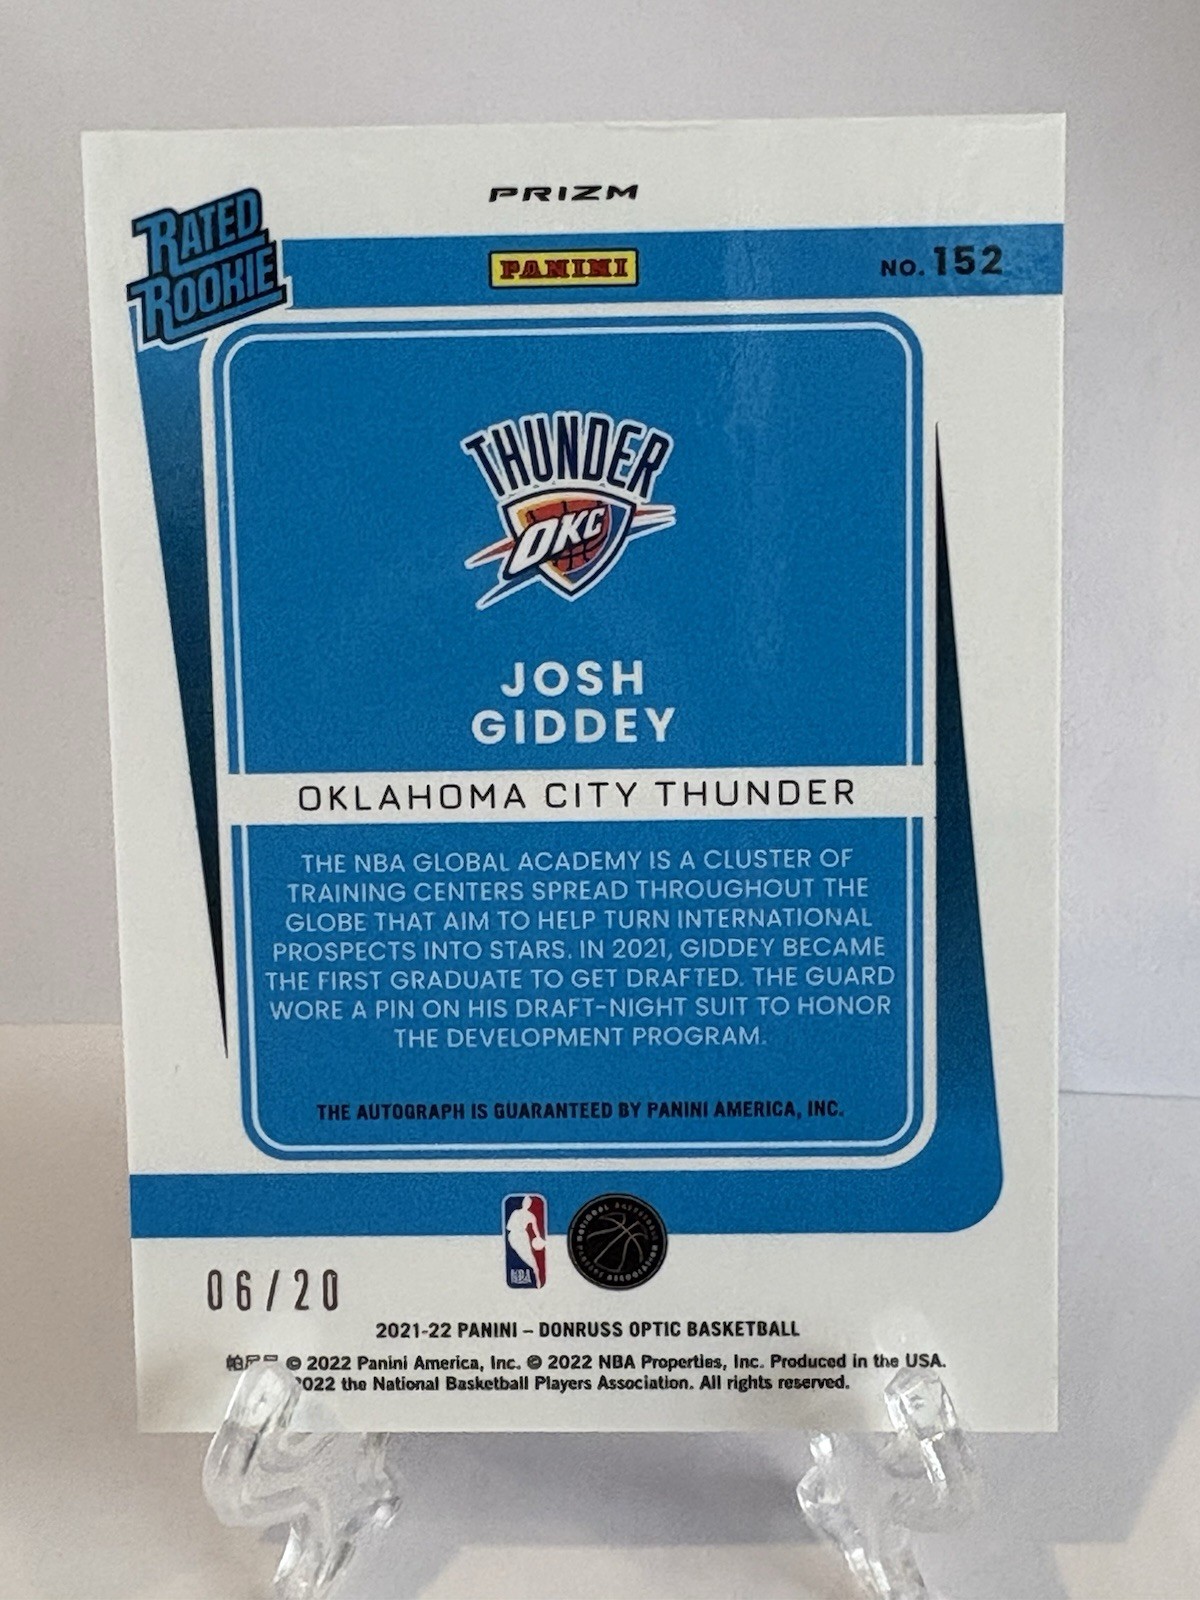 PRIZM
RATED
ROOKIE
PANINI
NO. 152
THUNDER
OKC
JOSH
GIDDEY
OKLAHOMA CITY THUNDER
THE NBA GLOBAL ACADEMY IS A CLUSTER OF
TRAINING CENTERS SPREAD THROUGHOUT THE
GLOBE THAT AIM TO HELP TURN INTERNATIONAL
PROSPECTS INTO STARS. IN 2021, GIDDEY BECAME
THE FIRST GRADUATE TO GET DRAFTED. THE GUARD
WORE A PIN ON HIS DRAFT-NIGHT SUIT TO HONOR
THE DEVELOPMENT PROGRAM.
THE AUTOGRAPH IS GUARANTEED BY PANINI AMERICA, INC.
NBA
NATIONAL BASKETBALL PLAYERS ASSOCIATION
06/20
2021-22 PANINI – DONRUSS OPTIC BASKETBALL
© 2022 Panini America, Inc. © 2022 NBA Properties, Inc. Produced in the USA.
2022 the National Basketball Players Association. All rights reserved.